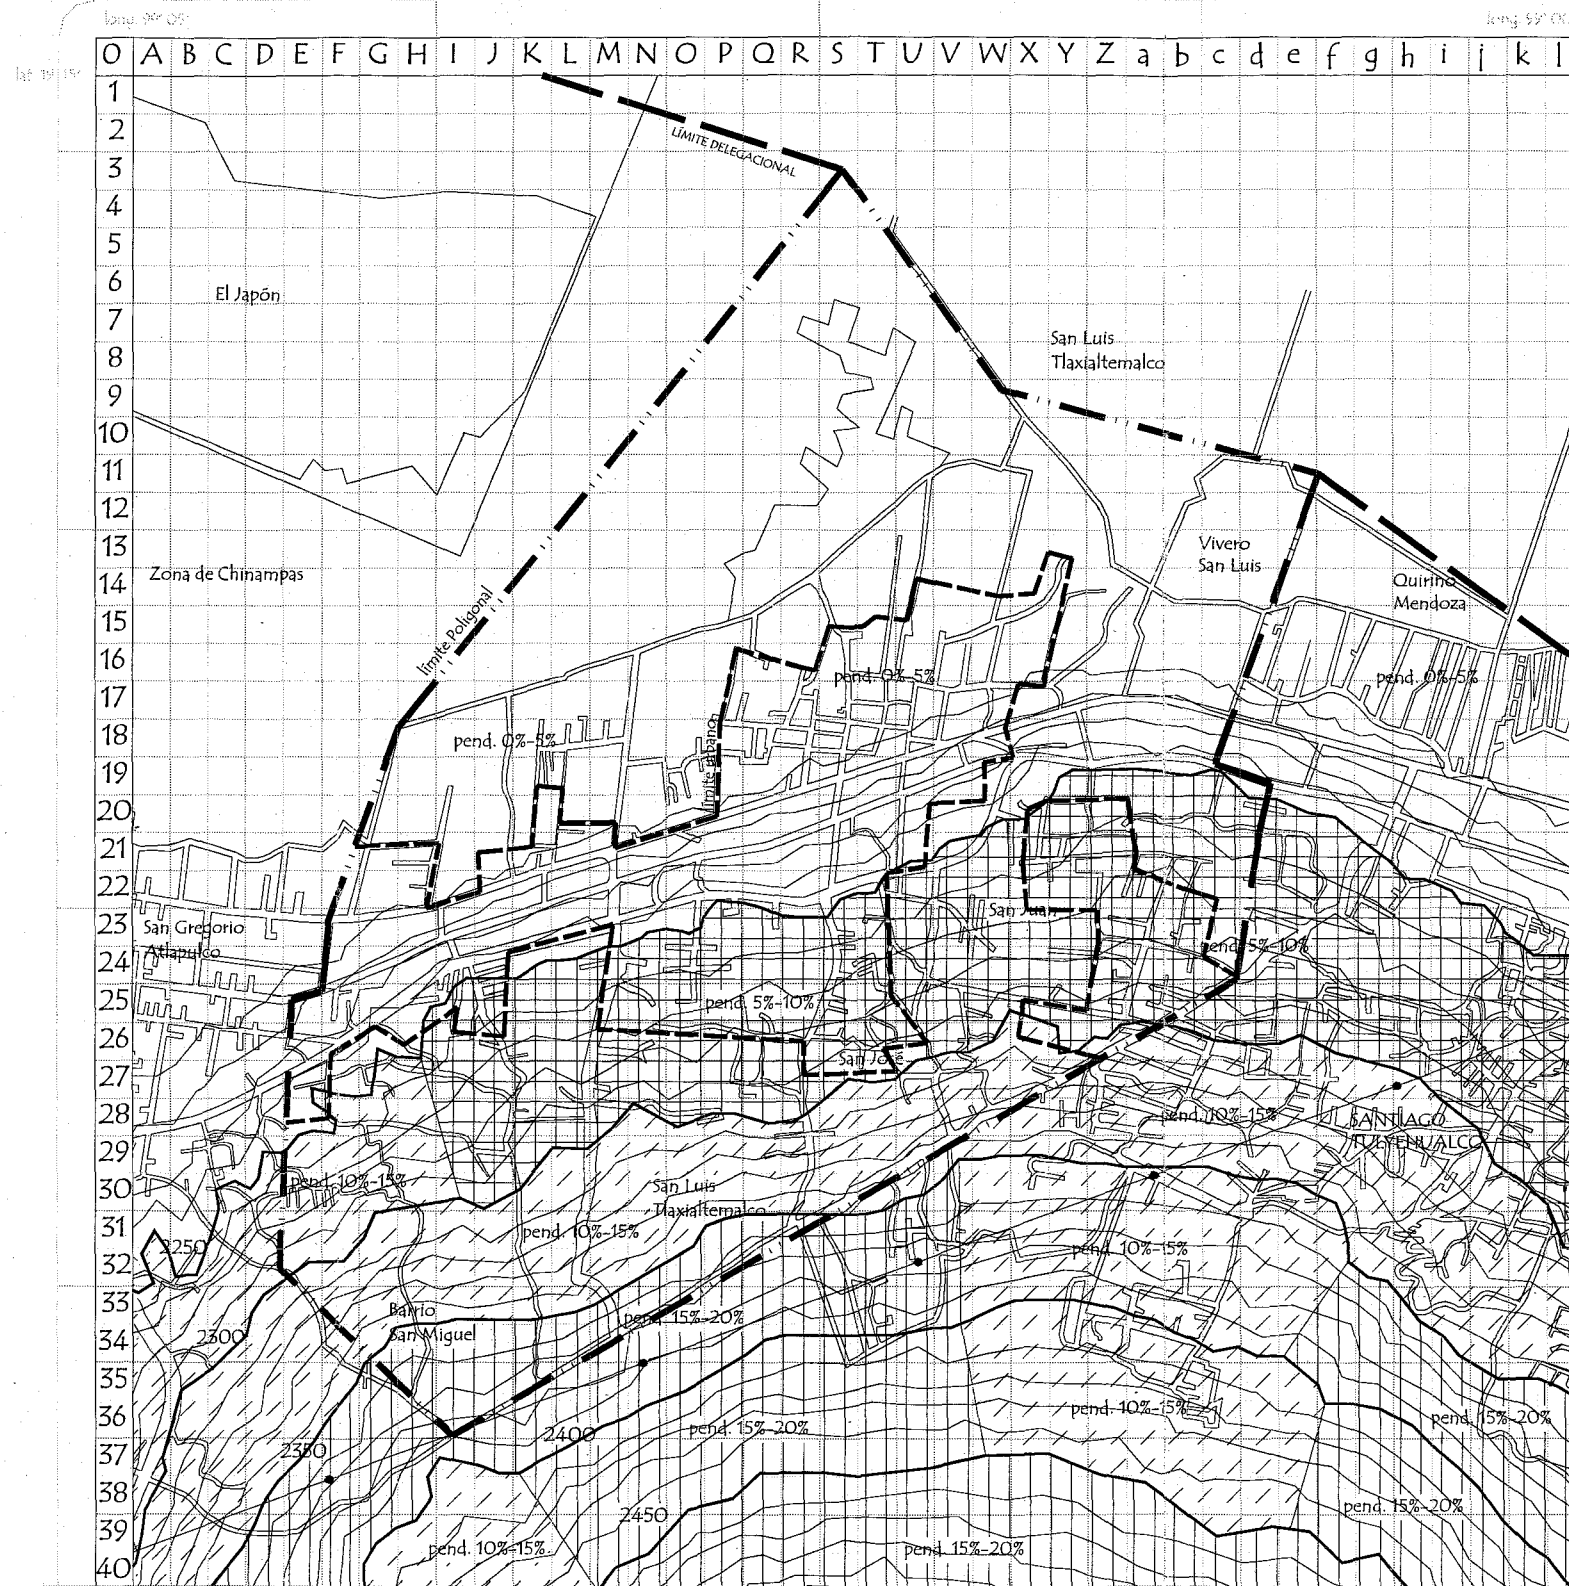 long. 99° 05'
0 A B C D E F G H I J K L M N O P Q R S T U V W X Y Z a b c d e f g h i j k l
1
2
LÍMITE DELEGACIONAL
3
4
5
6
El Japón
7
8
San Luis
Tlaxialtemalco
9
10
11
12
13
Vivero
San Luis
14
Zona de Chinampas
Quirino
Mendoza
límite Poligonal
15
16
pend. 0%-5%
pend. 0%-5%
17
18
pend. 0%-5%
límite urbano
19
20
21
22
San Juan
23
San Gregorio
Atlapulco
pend. 5%-10%
24
25
pend. 5%-10%
26
San José
27
28
pend. 10%-15%
SANTIAGO
TULYEHUALCO
29
30
pend. 10%-15%
San Luis
Tlaxialtemalco
31
pend. 10%-15%
2250
pend. 10%-15%
32
33
Barrio
San Miguel
pend. 15%-20%
34
2300
35
36
pend. 10%-15%
pend. 15%-20%
2400
pend. 15%-20%
37
2350
38
pend. 15%-20%
39
2450
pend. 10%-15%
pend. 15%-20%
40